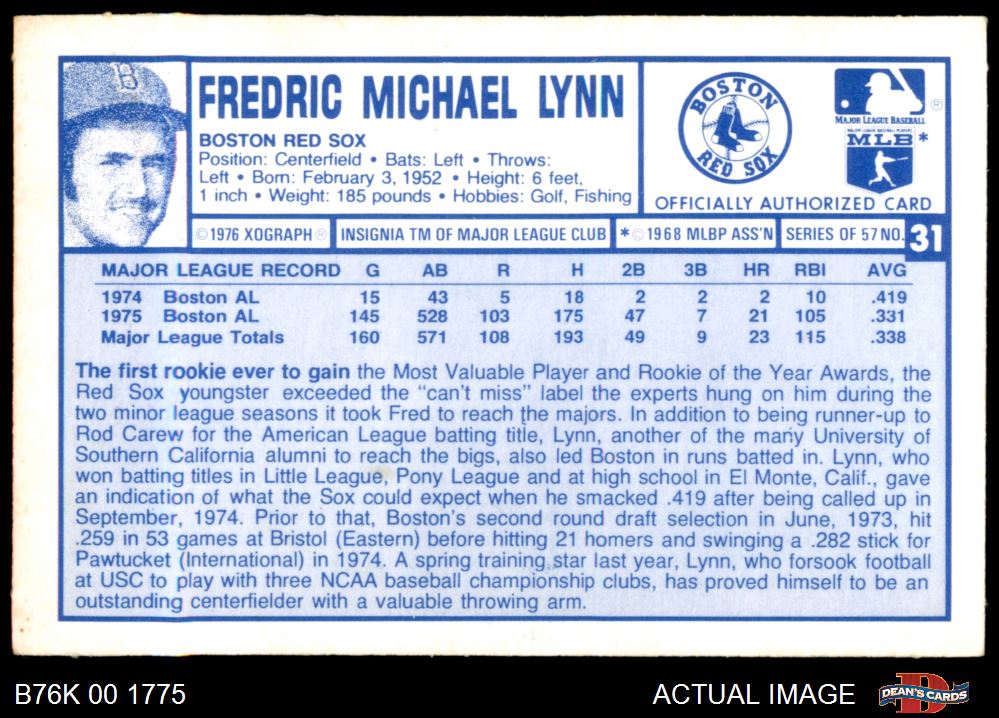 B
FREDRIC MICHAEL LYNN
BOSTON RED SOX
Position: Centerfield • Bats: Left • Throws:
Left • Born: February 3, 1952 • Height: 6 feet,
1 inch • Weight: 185 pounds • Hobbies: Golf, Fishing
BOSTON
RED SOX
MAJOR LEAGUE BASEBALL ®
MAJOR LEAGUE BASEBALL PLAYERS
MLB *
OFFICIALLY AUTHORIZED CARD
© 1976 XOGRAPH ® INSIGNIA TM OF MAJOR LEAGUE CLUB * © 1968 MLBP ASS'N SERIES OF 57 NO. 31
MAJOR LEAGUE RECORD G AB R H 2B 3B HR RBI AVG
1974 Boston AL 15 43 5 18 2 2 2 10 .419
1975 Boston AL 145 528 103 175 47 7 21 105 .331
Major League Totals 160 571 108 193 49 9 23 115 .338
The first rookie ever to gain the Most Valuable Player and Rookie of the Year Awards, the
Red Sox youngster exceeded the "can't miss" label the experts hung on him during the
two minor league seasons it took Fred to reach the majors. In addition to being runner-up to
Rod Carew for the American League batting title, Lynn, another of the many University of
Southern California alumni to reach the bigs, also led Boston in runs batted in. Lynn, who
won batting titles in Little League, Pony League and at high school in El Monte, Calif., gave
an indication of what the Sox could expect when he smacked .419 after being called up in
September, 1974. Prior to that, Boston's second round draft selection in June, 1973, hit
.259 in 53 games at Bristol (Eastern) before hitting 21 homers and swinging a .282 stick for
Pawtucket (International) in 1974. A spring training star last year, Lynn, who forsook football
at USC to play with three NCAA baseball championship clubs, has proved himself to be an
outstanding centerfielder with a valuable throwing arm.
B76K 00 1775
ACTUAL IMAGE
DEAN'S CARDS